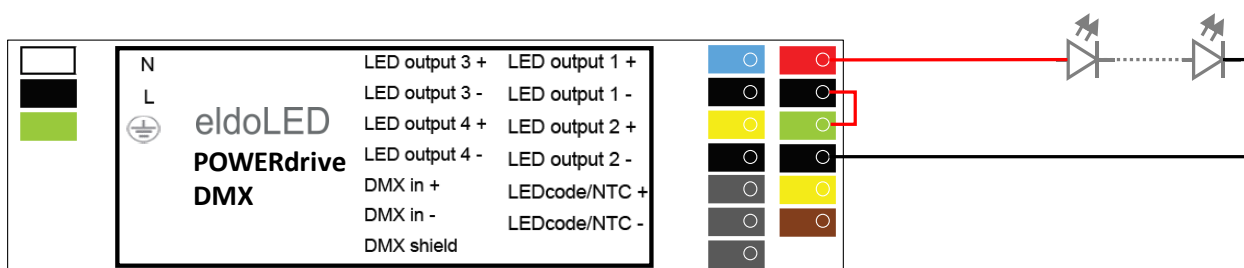 N
L
eldoLED
POWERdrive
DMX
LED output 3 +
LED output 3 -
LED output 4 +
LED output 4 -
DMX in +
DMX in -
DMX shield
LED output 1 +
LED output 1 -
LED output 2 +
LED output 2 -
LEDcode/NTC +
LEDcode/NTC -